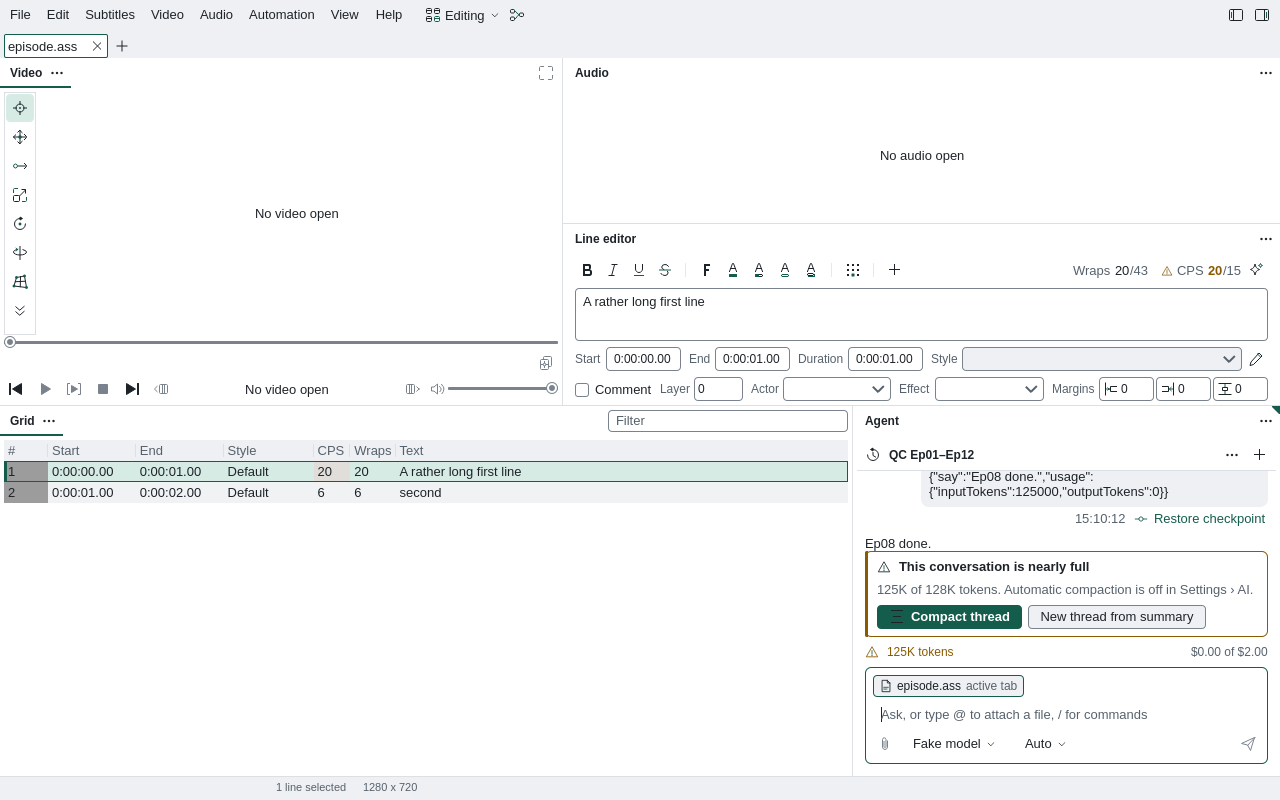 File Edit Subtitles Video Audio Automation View Help Editing
episode.ass
Video
No video open
No video open
Audio
No audio open
Line editor
B I U S F A A A A Wraps 20/43 CPS 20/15
A rather long first line
Start 0:00:00.00 End 0:00:01.00 Duration 0:00:01.00 Style
Comment Layer 0 Actor Effect Margins 0 0 0
Grid Filter
# Start End Style CPS Wraps Text
1 0:00:00.00 0:00:01.00 Default 20 20 A rather long first line
2 0:00:01.00 0:00:02.00 Default 6 6 second
Agent
QC Ep01–Ep12
{"say":"Ep08 done.","usage":
{"inputTokens":125000,"outputTokens":0}}
15:10:12 Restore checkpoint
Ep08 done.
This conversation is nearly full
125K of 128K tokens. Automatic compaction is off in Settings › AI.
Compact thread New thread from summary
125K tokens $0.00 of $2.00
episode.ass active tab
Ask, or type @ to attach a file, / for commands
Fake model Auto
1 line selected 1280 x 720